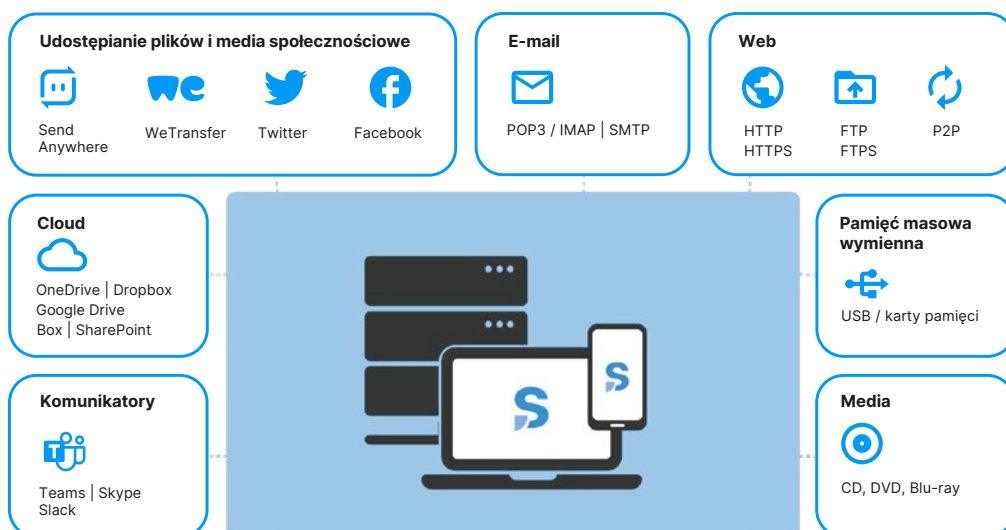 Udostępianie plików i media społecznościowe
Send
Anywhere
WeTransfer
Twitter
Facebook
E-mail
POP3 / IMAP | SMTP
Web
HTTP
HTTPS
FTP
FTPS
P2P
Cloud
OneDrive | Dropbox
Google Drive
Box | SharePoint
Pamięć masowa
wymienna
USB / karty pamięci
Komunikatory
Teams | Skype
Slack
Media
CD, DVD, Blu-ray